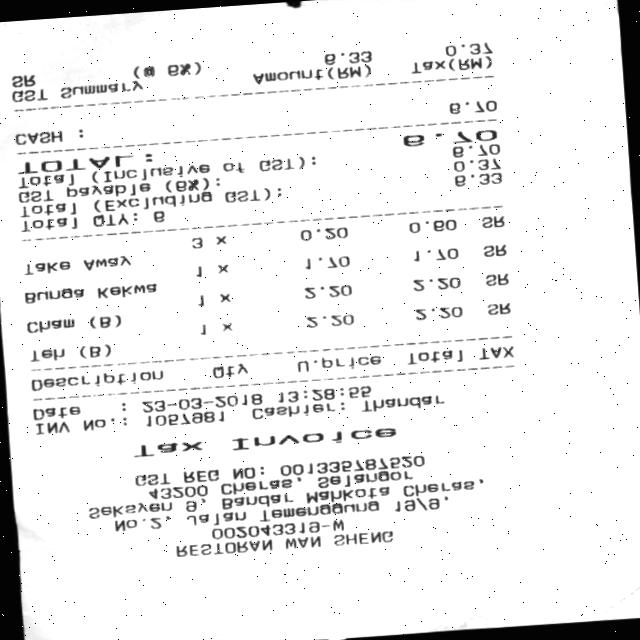 RESTORAN WAN SHENG
002043319-W
No.2, Jalan Temenggung 19/9,
Seksyen 9, Bandar Mahkota Cheras,
43200 Cheras, Selangor
GST REG NO: 001335787520
Tax Invoice
INV No.: 1057981 Cashier: Thandar
Date : 23-03-2018 13:28:55
Description Qty U.price Total TAX
Teh (B)
1 x 2.20 2.20 SR
Cham (B)
1 x 2.20 2.20 SR
Bunga Kekwa
1 x 1.70 1.70 SR
Take Away
3 x 0.20 0.60 SR
Total QTY: 6
Total (Excluding GST): 6.33
GST payable (6%): 0.37
Total (Inclusive of GST): 6.70
TOTAL: 6.70
CASH : 6.70
GST Summary Amount(RM) Tax(RM)
SR (@ 6%) 6.33 0.37